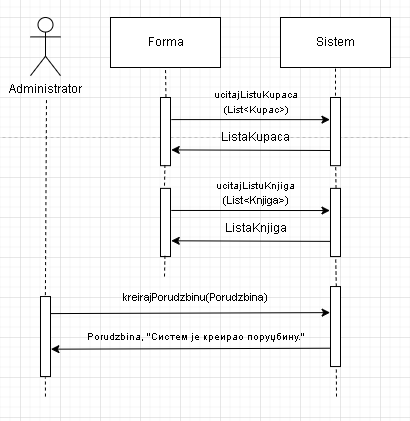 Forma
Sistem
Administrator
ucitajListuKupaca
(List<Kupac>)
ListaKupaca
ucitajListuKnjiga
(List<Knjiga>)
ListaKnjiga
kreirajPorudzbinu(Porudzbina)
Porudzbina, "Систем је креирао поруџбину."